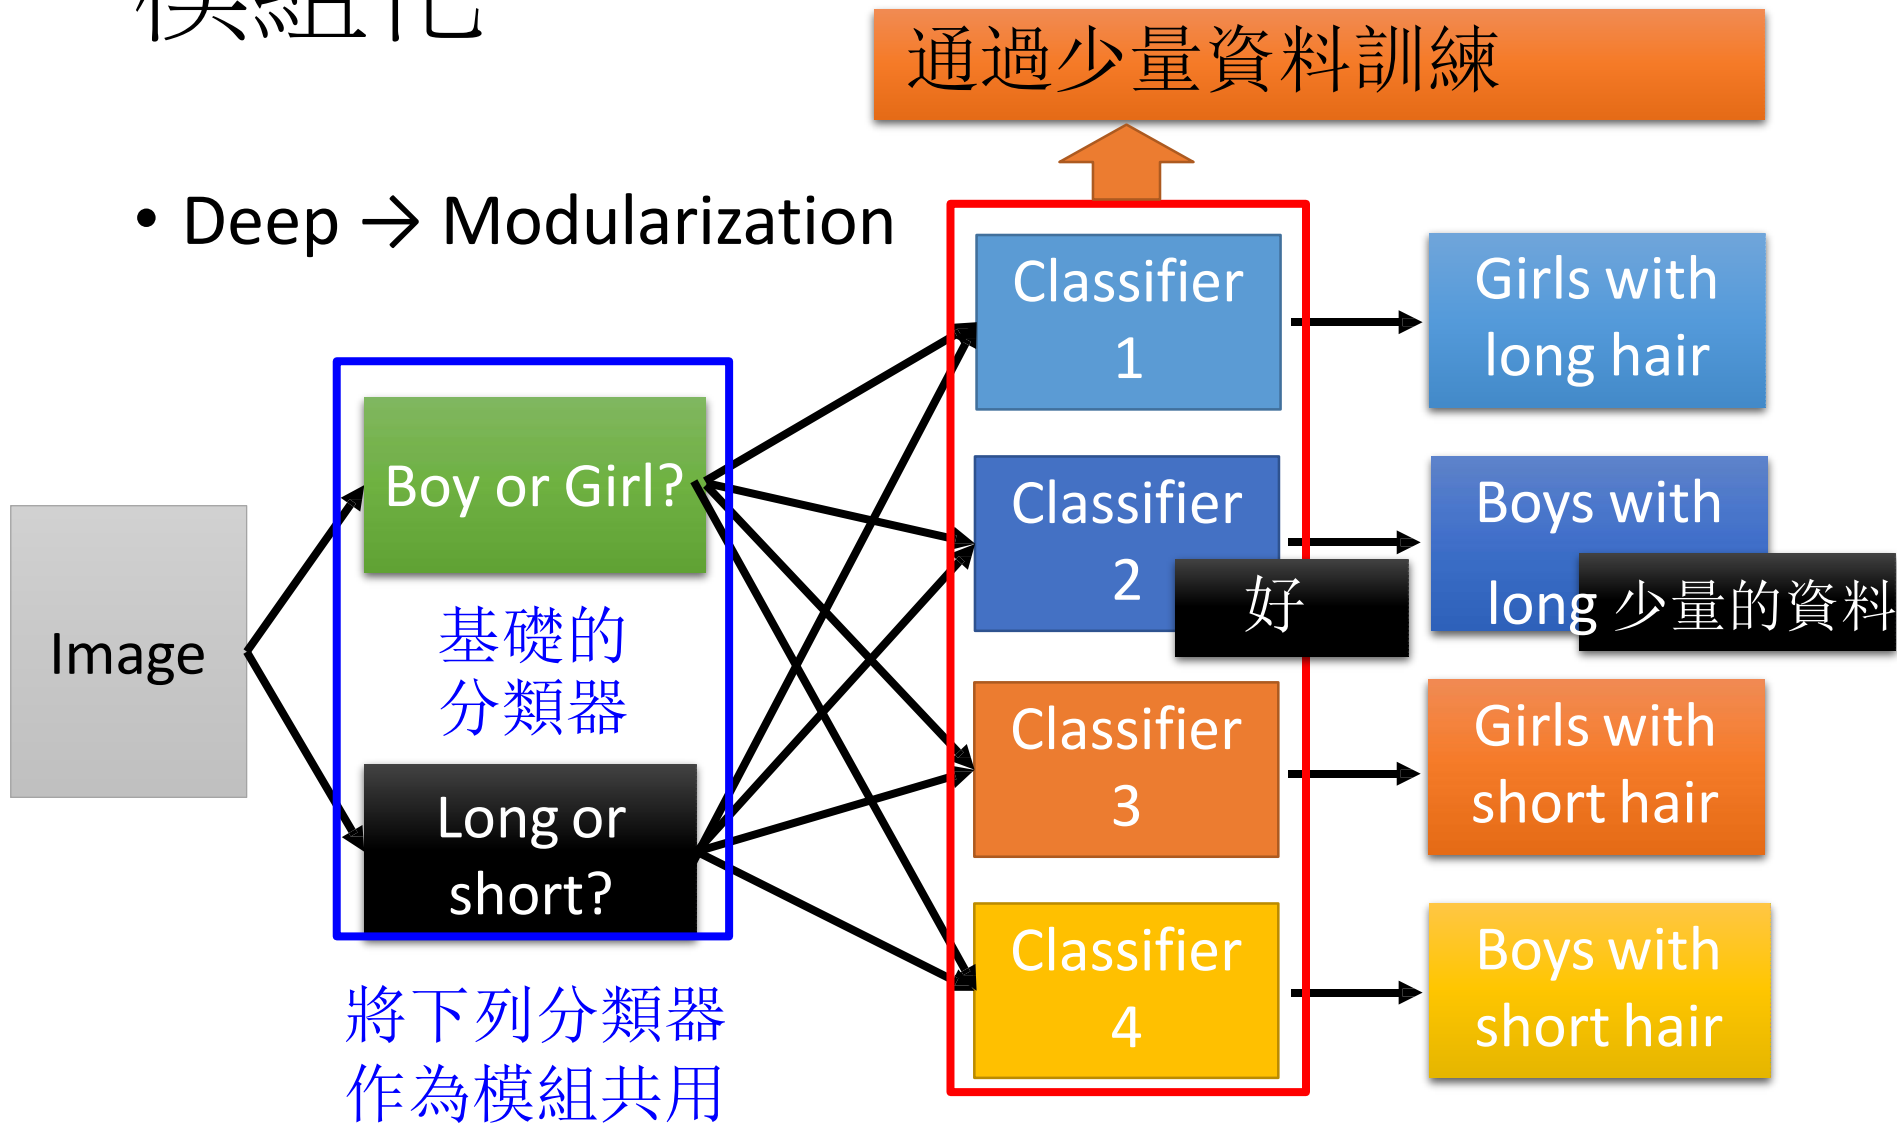 模組化
通過少量資料訓練
• Deep → Modularization
Image
Boy or Girl?
基礎的
分類器
Long or
short?
將下列分類器
作為模組共用
Classifier
1
Girls with
long hair
Classifier
2
好
Boys with
long
少量的資料
Classifier
3
Girls with
short hair
Classifier
4
Boys with
short hair